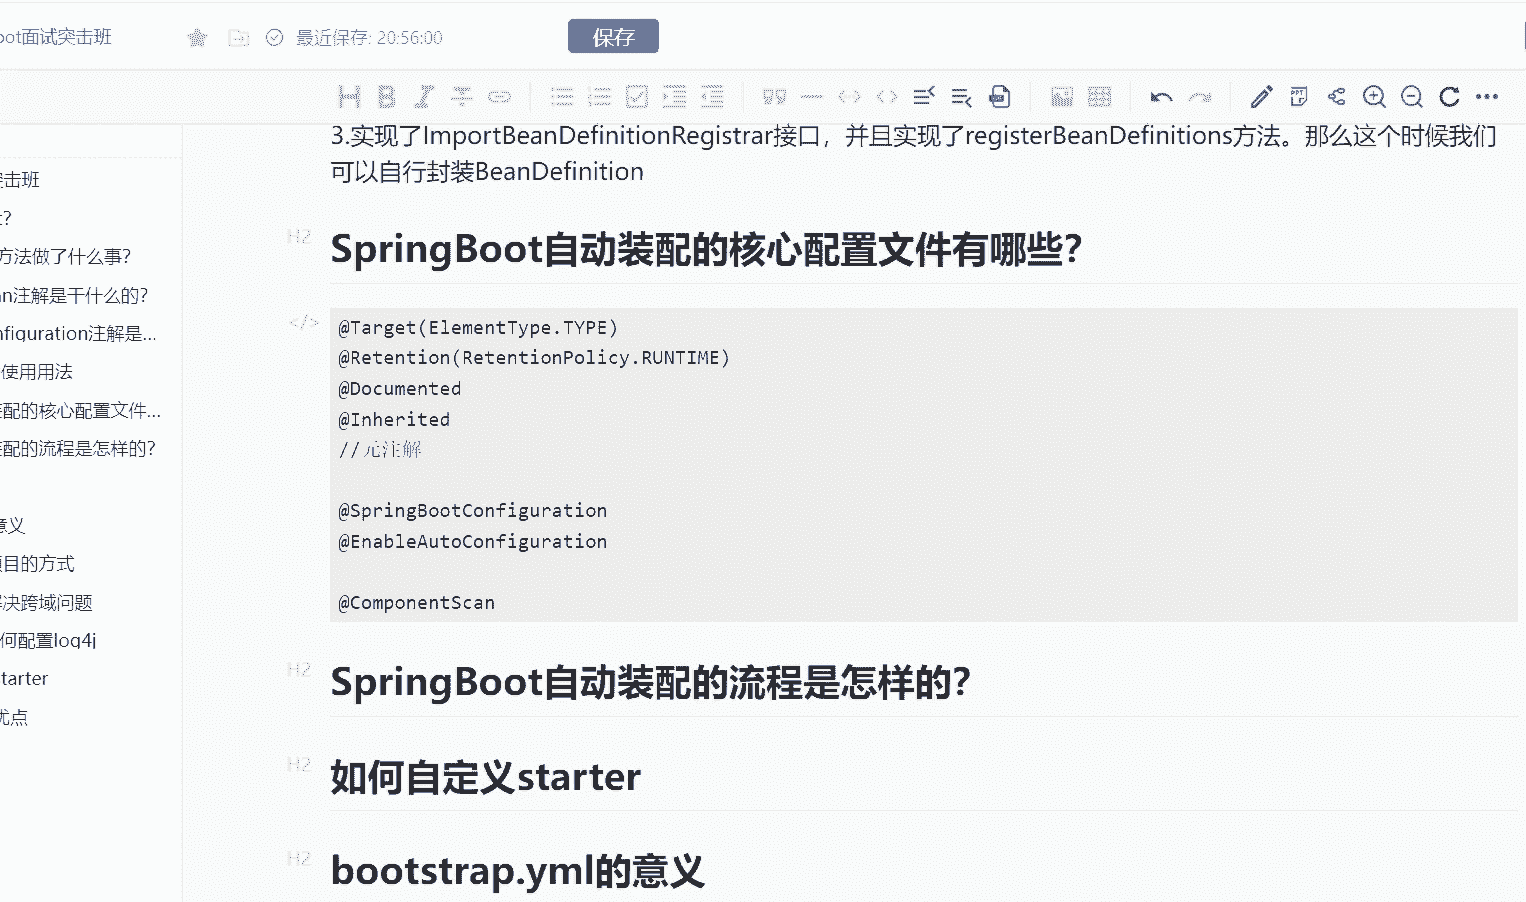 oot面试突击班
最近保存: 20:56:00
保存
3.实现了ImportBeanDefinitionRegistrar接口，并且实现了registerBeanDefinitions方法。那么这个时候我们
可以自行封装BeanDefinition
突击班
?
方法做了什么事?
an注解是干什么的?
nfiguration注解是...
使用用法
装配的核心配置文件...
装配的流程是怎样的?
意义
项目的方式
解决跨域问题
何配置log4j
tarter
优点
H2
SpringBoot自动装配的核心配置文件有哪些?
</>
@Target(ElementType.TYPE)
@Retention(RetentionPolicy.RUNTIME)
@Documented
@Inherited
//元注解
@SpringBootConfiguration
@EnableAutoConfiguration
@ComponentScan
H2
SpringBoot自动装配的流程是怎样的?
H2
如何自定义starter
H2
bootstrap.yml的意义